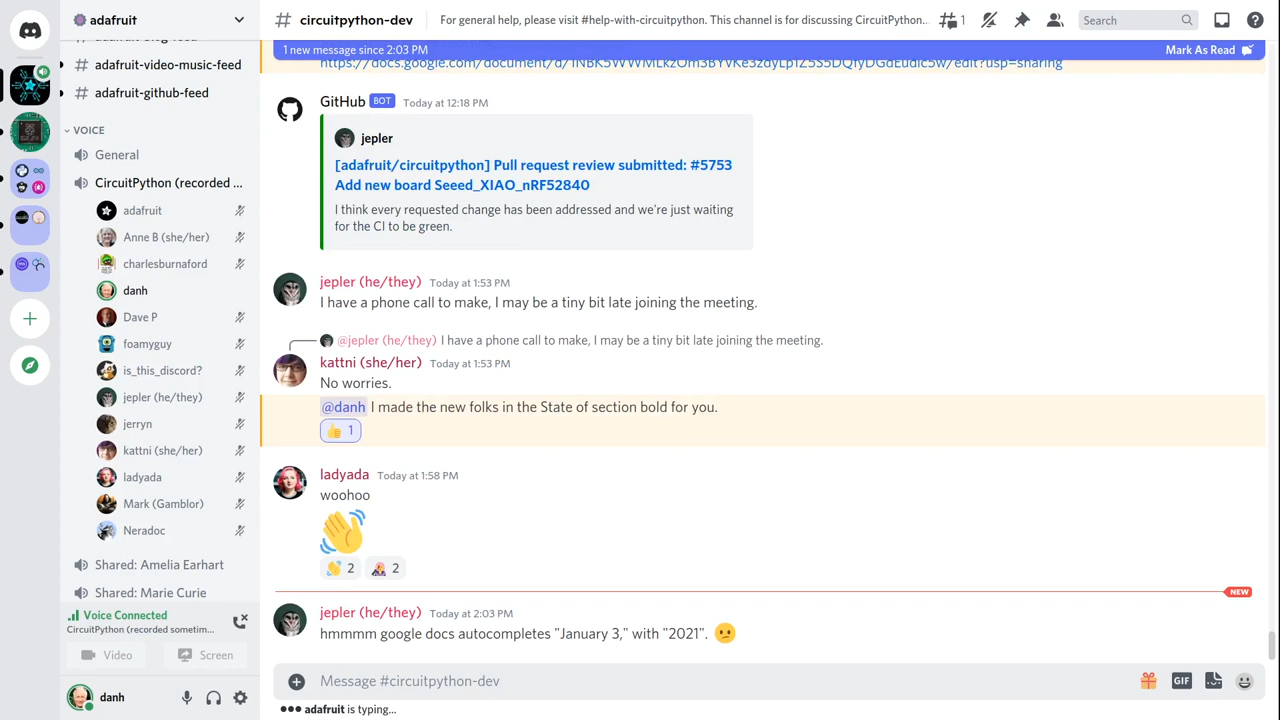 adafruit
# circuitpython-dev
For general help, please visit #help-with-circuitpython. This channel is for discussing CircuitPython...
1
Search
1 new message since 2:03 PM
Mark As Read
adafruit-video-music-feed
adafruit-github-feed
VOICE
General
CircuitPython (recorded ...
adafruit
Anne B (she/her)
charlesburnaford
danh
Dave P
foamyguy
is_this_discord?
jepler (he/they)
jerryn
kattni (she/her)
ladyada
Mark (Gamblor)
Neradoc
Shared: Amelia Earhart
Shared: Marie Curie
Voice Connected
CircuitPython (recorded sometim...
Video
Screen
danh
GitHub BOT Today at 12:18 PM
jepler
[adafruit/circuitpython] Pull request review submitted: #5753
Add new board Seeed_XIAO_nRF52840
I think every requested change has been addressed and we're just waiting
for the CI to be green.
jepler (he/they) Today at 1:53 PM
I have a phone call to make, I may be a tiny bit late joining the meeting.
@jepler (he/they) I have a phone call to make, I may be a tiny bit late joining the meeting.
kattni (she/her) Today at 1:53 PM
No worries.
@danh I made the new folks in the State of section bold for you.
👍 1
ladyada Today at 1:58 PM
woohoo
2 2
NEW
jepler (he/they) Today at 2:03 PM
hmmmm google docs autocompletes "January 3," with "2021". 😕
Message #circuitpython-dev
GIF
adafruit is typing...